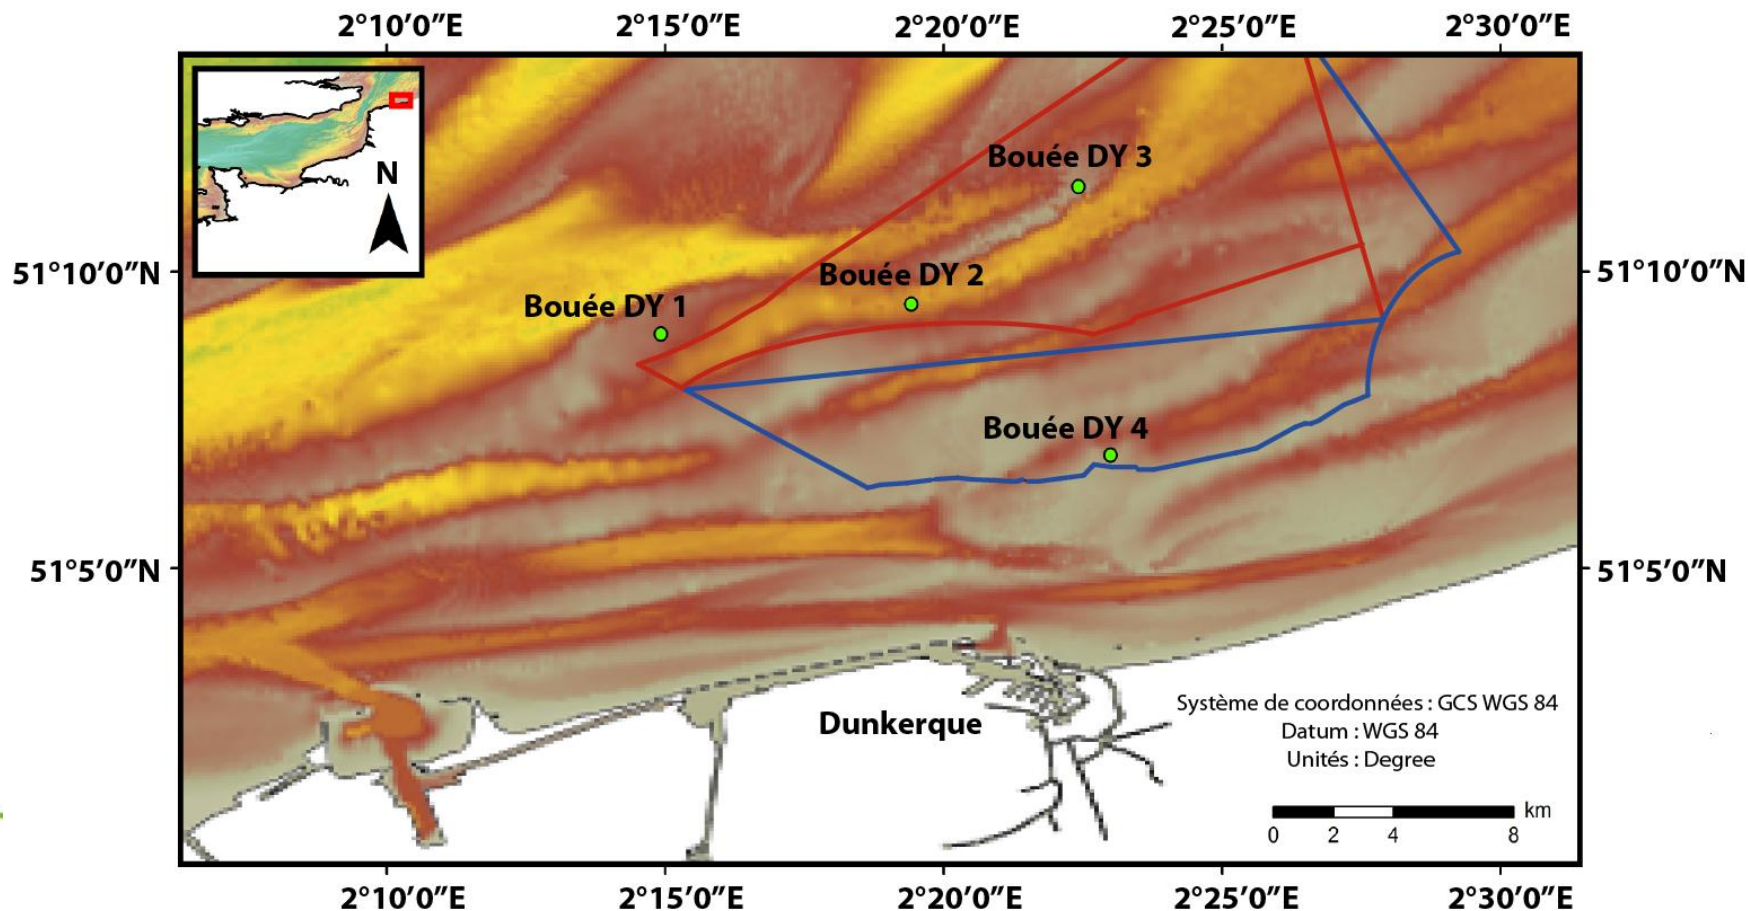 2°10’0’’E 2°15’0’’E 2°20’0’’E 2°25’0’’E 2°30’0’’E
N
Bouée DY 3
51°10’0’’N 51°10’0’’N
Bouée DY 2
Bouée DY 1
Bouée DY 4
51°5’0’’N 51°5’0’’N
Dunkerque
Système de coordonnées : GCS WGS 84
Datum : WGS 84
Unités : Degree
km
0 2 4 8
2°10’0’’E 2°15’0’’E 2°20’0’’E 2°25’0’’E 2°30’0’’E